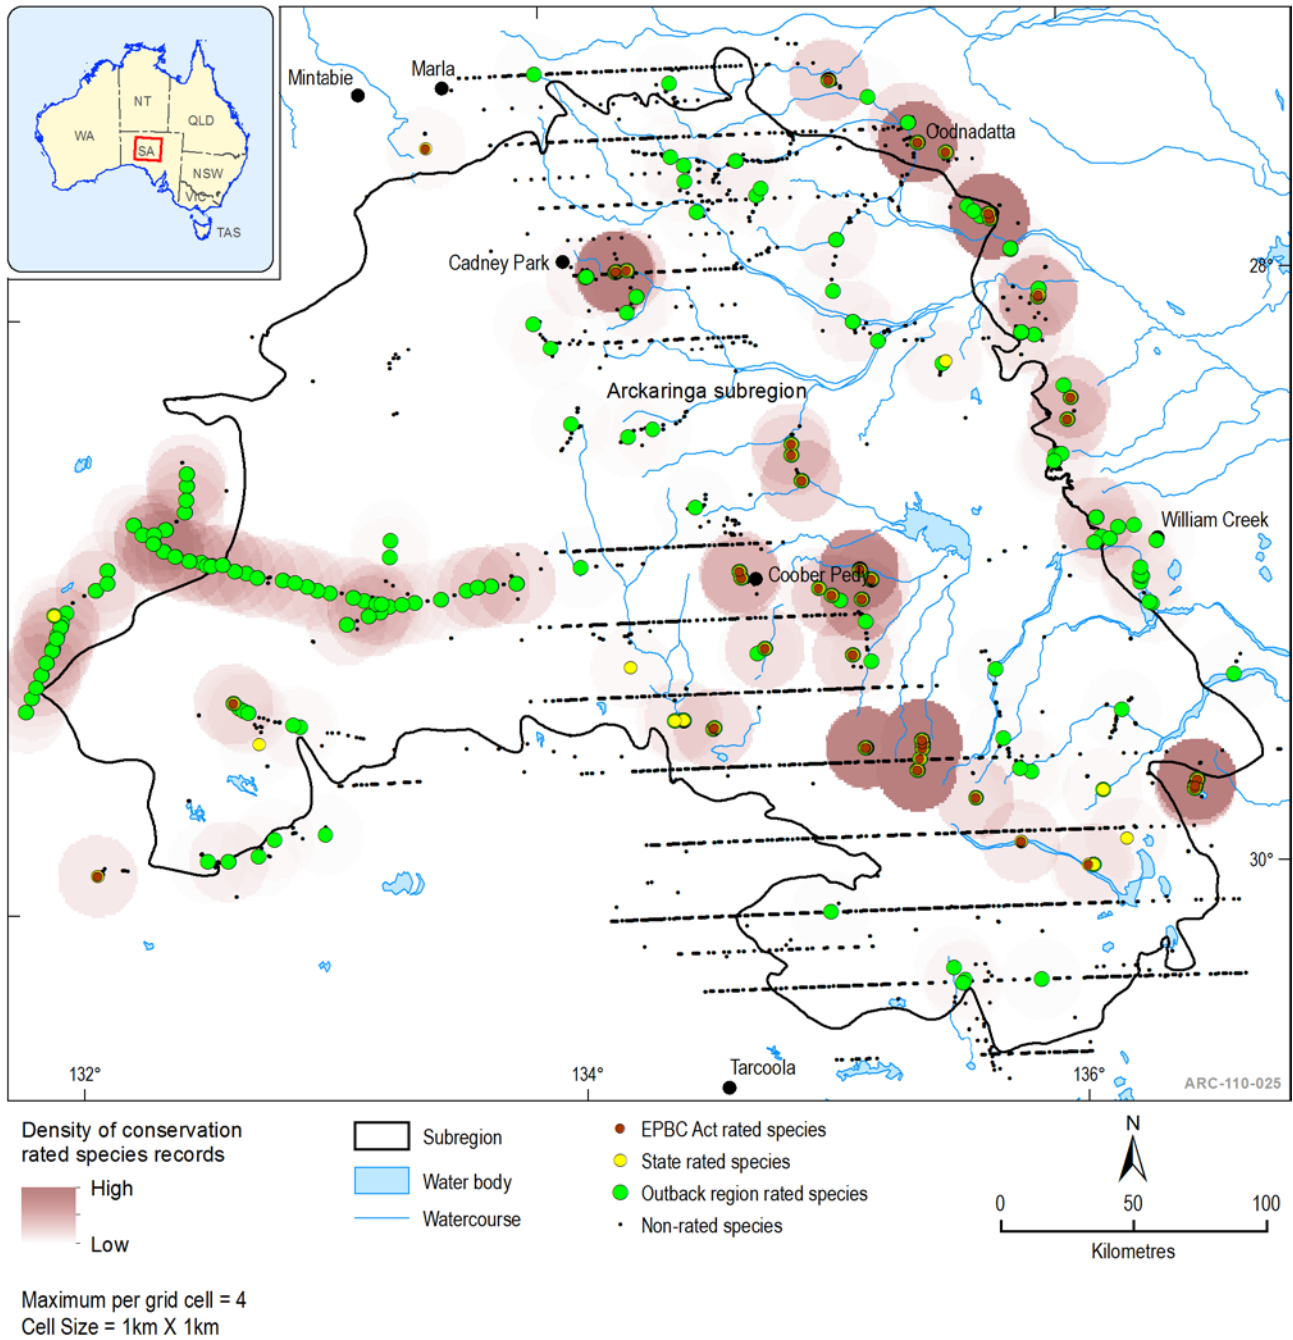 NT
QLD
WA
SA
NSW
VIC
TAS
Mintabie
Marla
Oodnadatta
Cadney Park
28°
Arckaringa subregion
William Creek
Coober Pedy
30°
Tarcoola
132°
134°
136°
ARC-110-025
Density of conservation
rated species records
High
Low
Maximum per grid cell = 4
Cell Size = 1km X 1km
Subregion
Water body
Watercourse
EPBC Act rated species
State rated species
Outback region rated species
Non-rated species
N
0 50 100
Kilometres